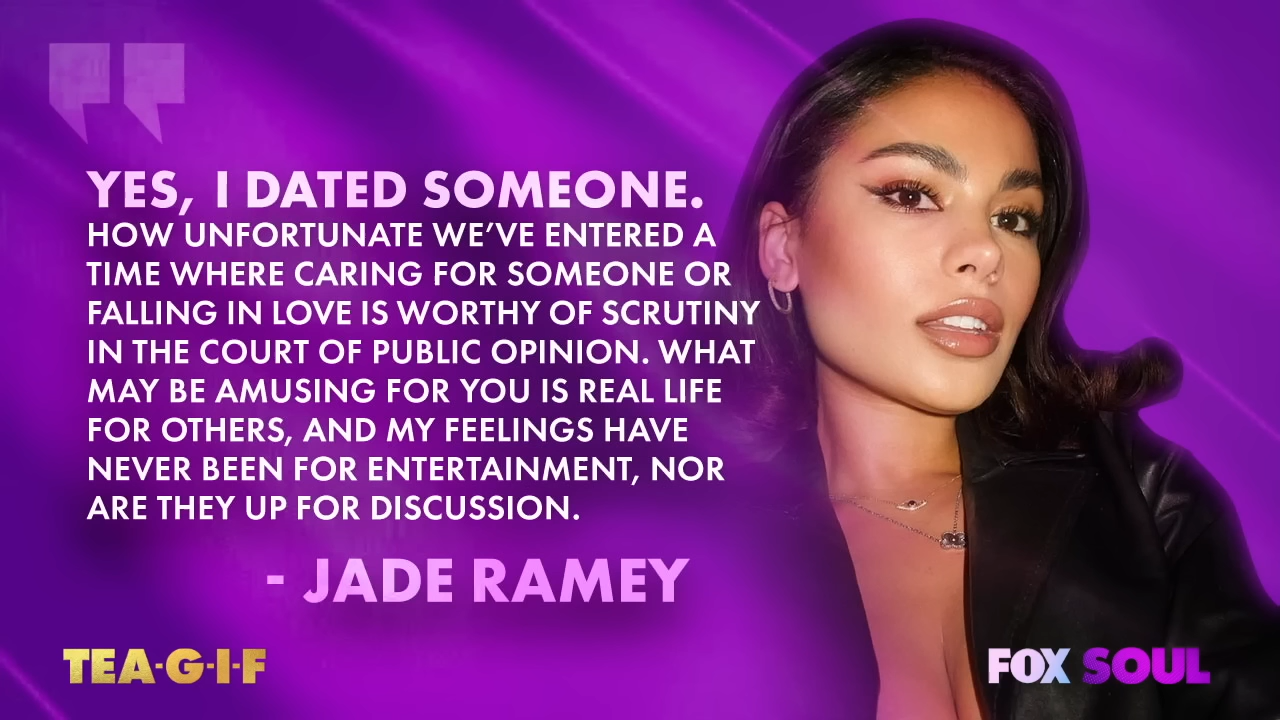 YES, I DATED SOMEONE.
HOW UNFORTUNATE WE’VE ENTERED A
TIME WHERE CARING FOR SOMEONE OR
FALLING IN LOVE IS WORTHY OF SCRUTINY
IN THE COURT OF PUBLIC OPINION. WHAT
MAY BE AMUSING FOR YOU IS REAL LIFE
FOR OTHERS, AND MY FEELINGS HAVE
NEVER BEEN FOR ENTERTAINMENT, NOR
ARE THEY UP FOR DISCUSSION.
- JADE RAMEY
TEA-G-I-F
FOX SOUL